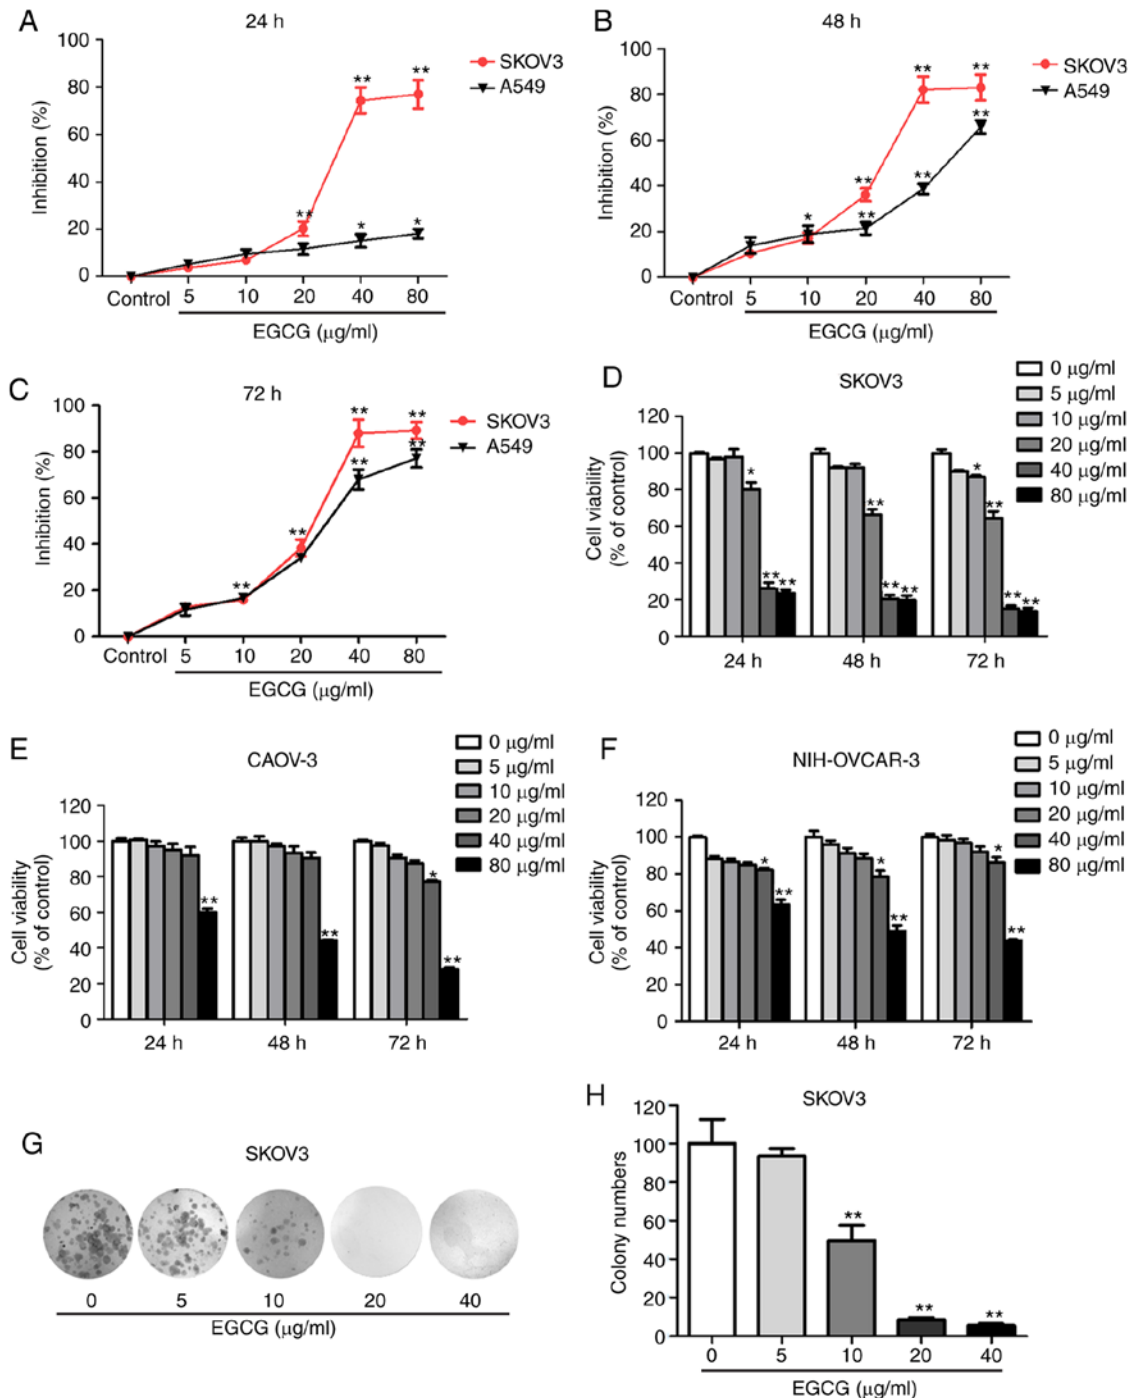 A
24 h
100
80
60
40
20
0
Inhibition (%)
SKOV3
A549
** ** **
* *
Control 5 10 20 40 80
EGCG (µg/ml)
B
48 h
100
80
60
40
20
0
Inhibition (%)
SKOV3
A549
** **
**
* ** **
**
Control 5 10 20 40 80
EGCG (µg/ml)
C
72 h
100
80
60
40
20
0
Inhibition (%)
SKOV3
A549
** **
** **
** **
Control 5 10 20 40 80
EGCG (µg/ml)
D
SKOV3
0 µg/ml
5 µg/ml
10 µg/ml
20 µg/ml
40 µg/ml
80 µg/ml
120
100
80
60
40
20
0
Cell viability
(% of control)
* ** **
** ** **
* ** ** **
24 h 48 h 72 h
E
CAOV-3
0 µg/ml
5 µg/ml
10 µg/ml
20 µg/ml
40 µg/ml
80 µg/ml
120
100
80
60
40
20
0
Cell viability
(% of control)
** ** * **
24 h 48 h 72 h
F
NIH-OVCAR-3
0 µg/ml
5 µg/ml
10 µg/ml
20 µg/ml
40 µg/ml
80 µg/ml
120
100
80
60
40
20
0
Cell viability
(% of control)
* ** * ** * **
24 h 48 h 72 h
G
SKOV3
0 5 10 20 40
EGCG (µg/ml)
H
SKOV3
120
100
80
60
40
20
0
Colony numbers
** ** **
0 5 10 20 40
EGCG (µg/ml)